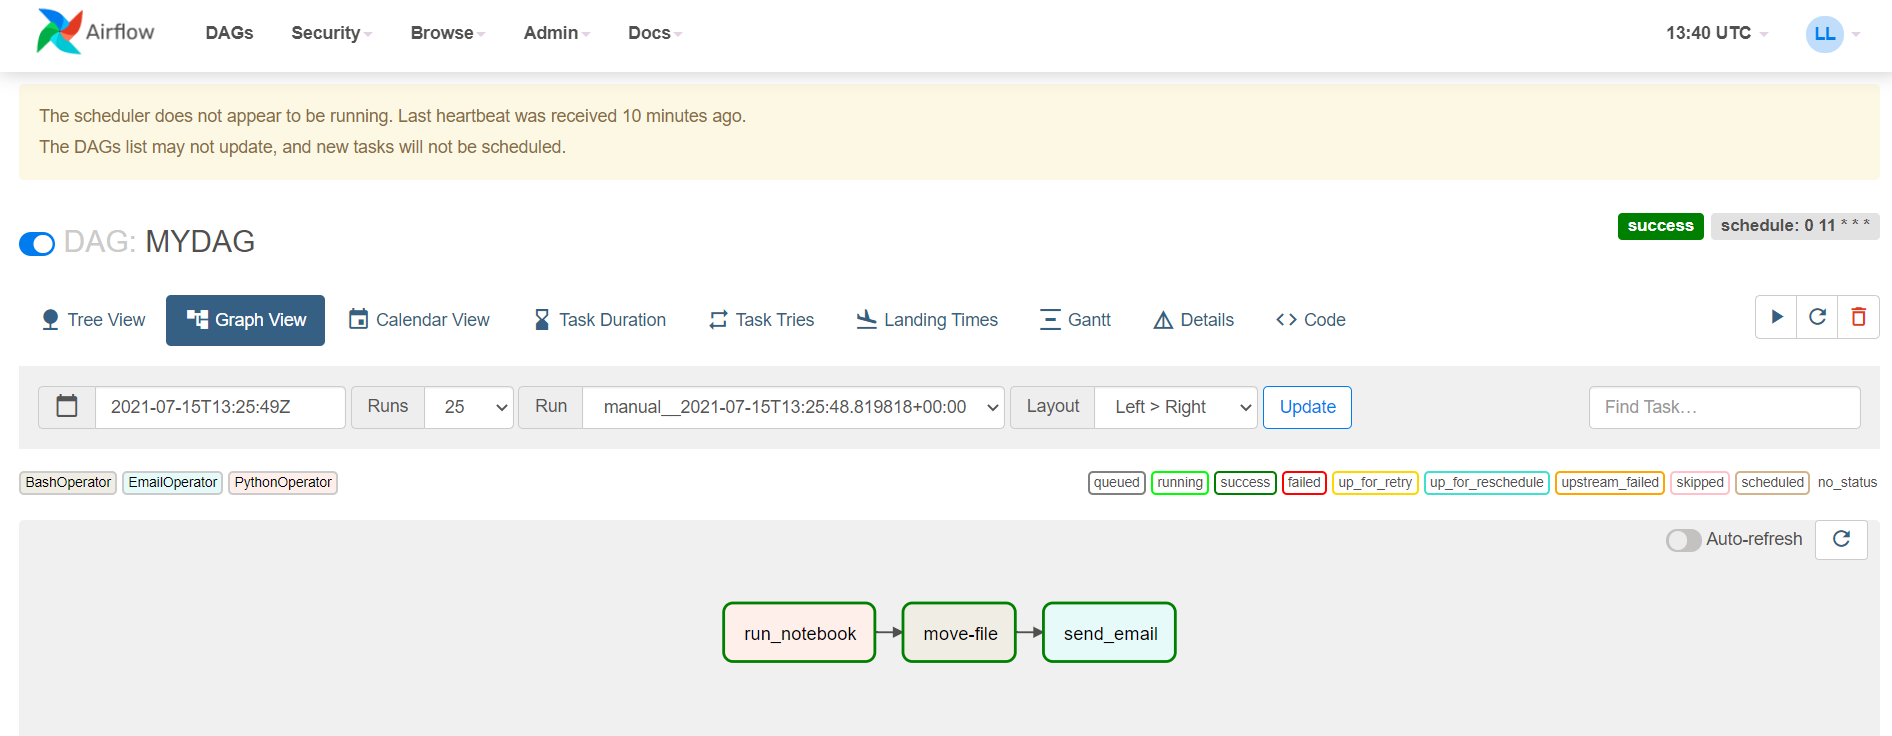 Airflow DAGs Security Browse Admin Docs 13:40 UTC LL
The scheduler does not appear to be running. Last heartbeat was received 10 minutes ago.
The DAGs list may not update, and new tasks will not be scheduled.
success schedule: 0 11 * * *
DAG: MYDAG
Tree View Graph View Calendar View Task Duration Task Tries Landing Times Gantt Details Code
2021-07-15T13:25:49Z Runs 25 Run manual__2021-07-15T13:25:48.819818+00:00 Layout Left > Right Update Find Task...
BashOperator EmailOperator PythonOperator queued running success failed up_for_retry up_for_reschedule upstream_failed skipped scheduled no_status
Auto-refresh
run_notebook move-file send_email